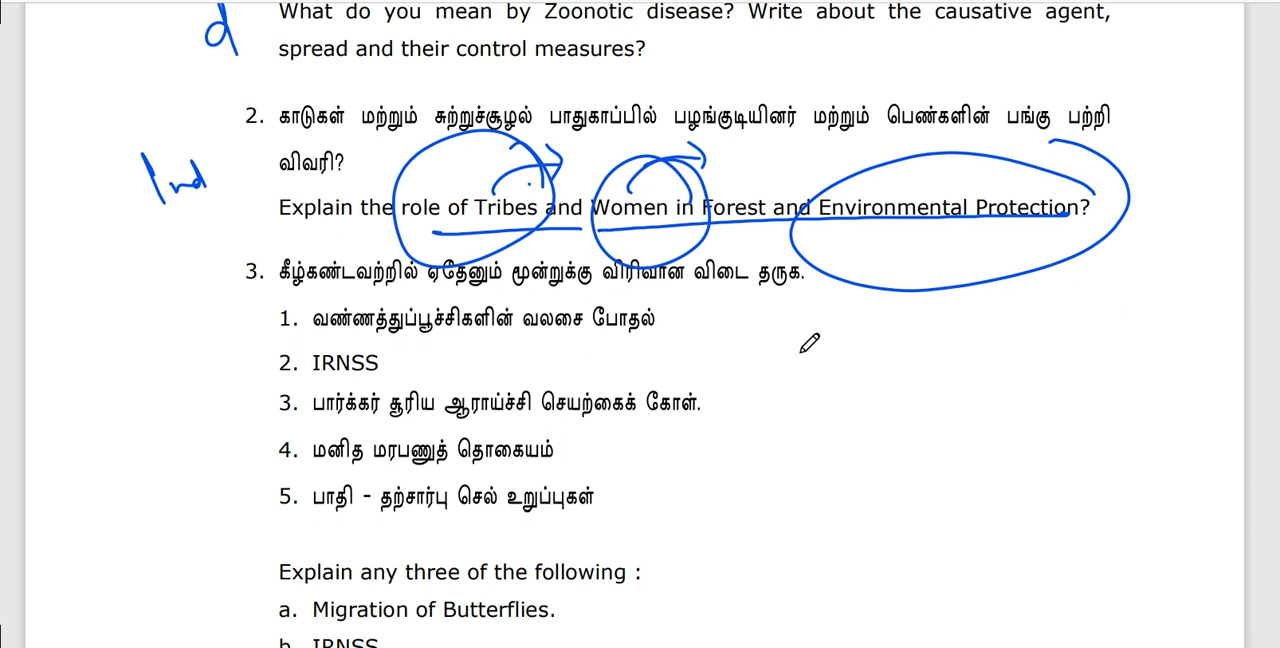 What do you mean by Zoonotic disease? Write about the causative agent,
d
spread and their control measures?
2. காடுகள் மற்றும் சுற்றுச்சூழல் பாதுகாப்பில் பழங்குடியினர் மற்றும் பெண்களின் பங்கு பற்றி
விவரி?
Ind
Explain the role of Tribes and Women in Forest and Environmental Protection?
3. கீழ்கண்டவற்றில் ஏதேனும் மூன்றுக்கு விரிவான விடை தருக.
1. வண்ணத்துப்பூச்சிகளின் வலசை போதல்
2. IRNSS
3. பார்க்கர் சூரிய ஆராய்ச்சி செயற்கைக் கோள்.
4. மனித மரபணுத் தொகையம்
5. பாதி - தற்சார்பு செல் உறுப்புகள்
Explain any three of the following :
a. Migration of Butterflies.
b. IRNSS